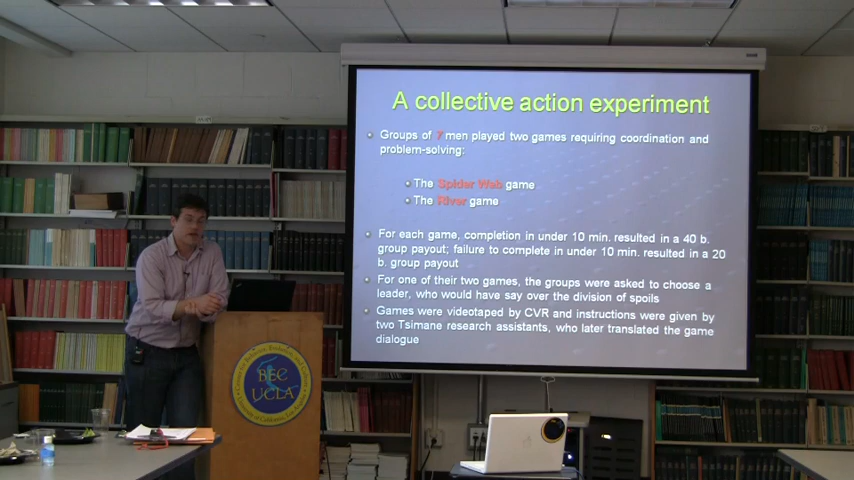 A collective action experiment
Groups of 7 men played two games requiring coordination and
problem-solving:
The Spider Web game
The River game
For each game, completion in under 10 min. resulted in a 40 b.
group payout; failure to complete in under 10 min. resulted in a 20
b. group payout
For one of their two games, the groups were asked to choose a
leader, who would have say over the division of spoils
Games were videotaped by CVR and instructions were given by
two Tsimane research assistants, who later translated the game
dialogue
BEC
UCLA